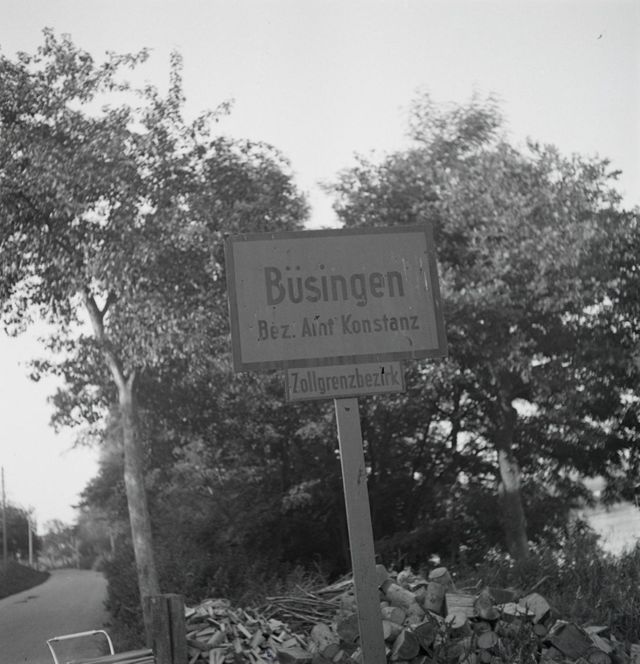 Büsingen
Bez. Amt Konstanz
Zollgrenzbezirk